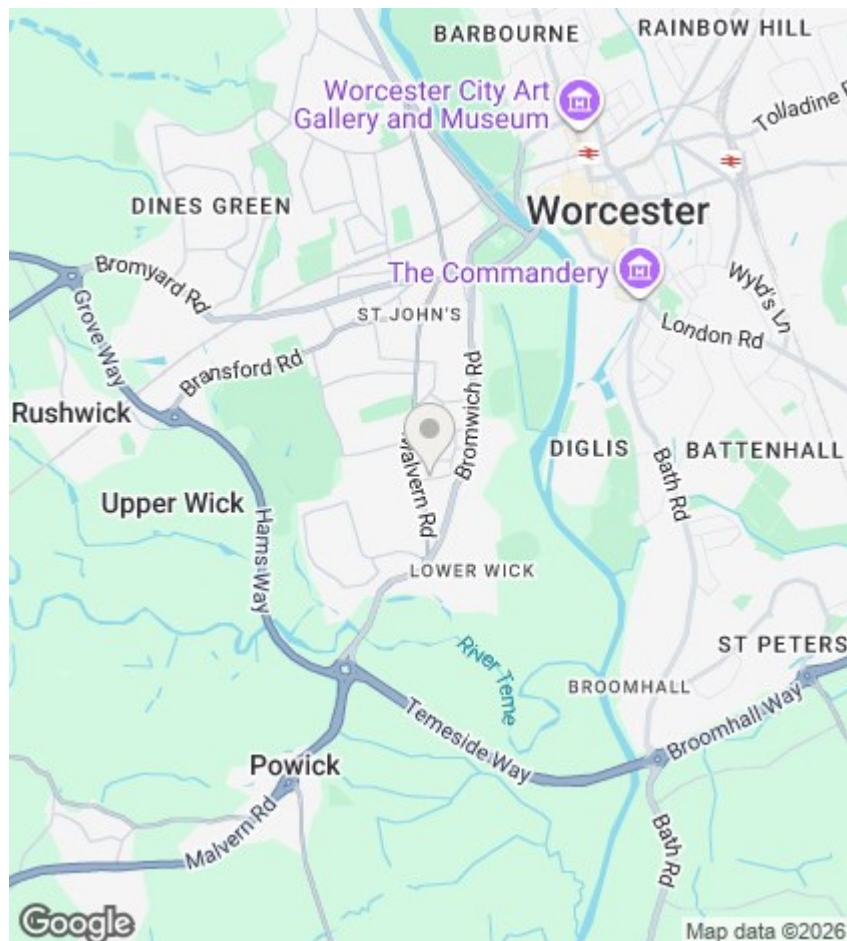 BARBOURNE
RAINBOW HILL
Worcester City Art
Gallery and Museum
DINES GREEN
Worcester
Bromyard Rd
The Commandery
Wyld's Ln
Grove Way
ST JOHN'S
London Rd
Bransford Rd
Bromwich Rd
Rushwick
Malvern Rd
DIGLIS
BATTENHALL
Bath Rd
Upper Wick
Hams Way
LOWER WICK
River Teme
ST PETERS
BROOMHALL
Broomhall Way
Temeside Way
Powick
Malvern Rd
Bath Rd
Google
Map data ©2026